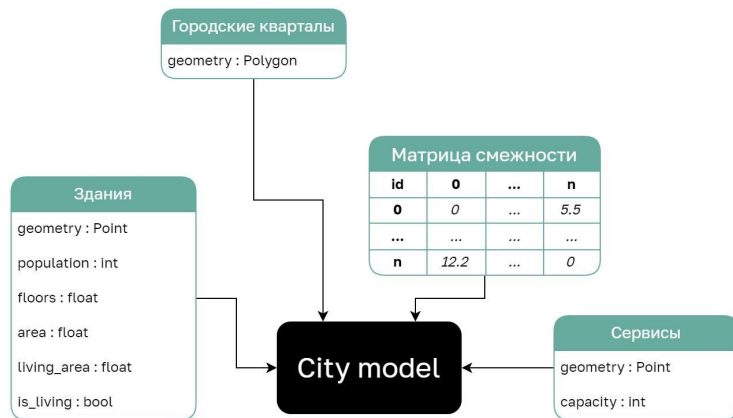 Городские кварталы
geometry : Polygon
Матрица смежности
id 0 ... n
0 0 ... 5.5
... ... ... ...
n 12.2 ... 0
Здания
geometry : Point
population : int
floors : float
area : float
living_area : float
is_living : bool
City model
Сервисы
geometry : Point
capacity : int